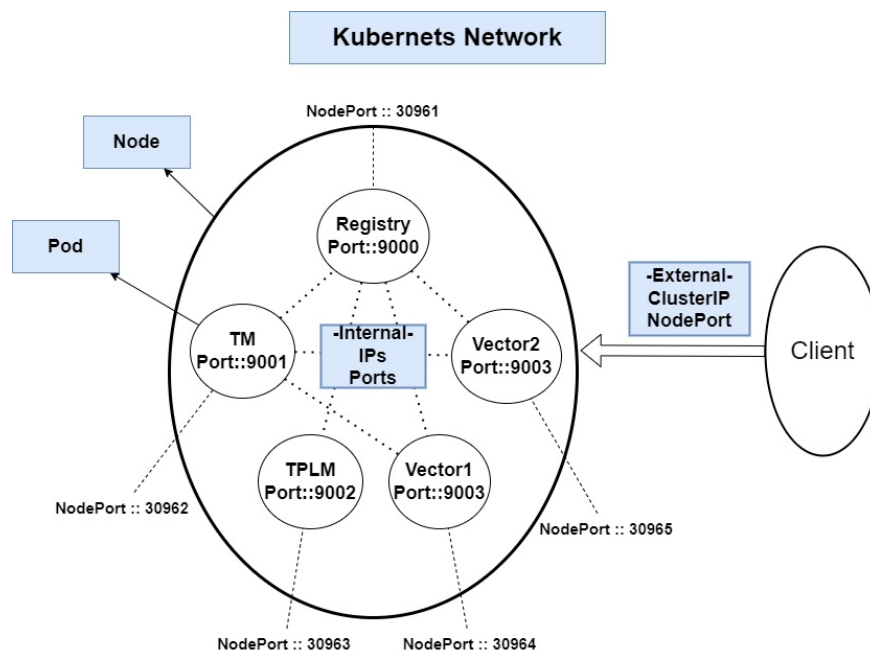 Kubernets Network
NodePort :: 30961
Node
Registry
Port::9000
Pod
-External-
ClusterIP
NodePort
TM
Port::9001
-Internal-
IPs
Ports
Vector2
Port::9003
Client
TPLM
Port::9002
Vector1
Port::9003
NodePort :: 30962
NodePort :: 30965
NodePort :: 30963
NodePort :: 30964